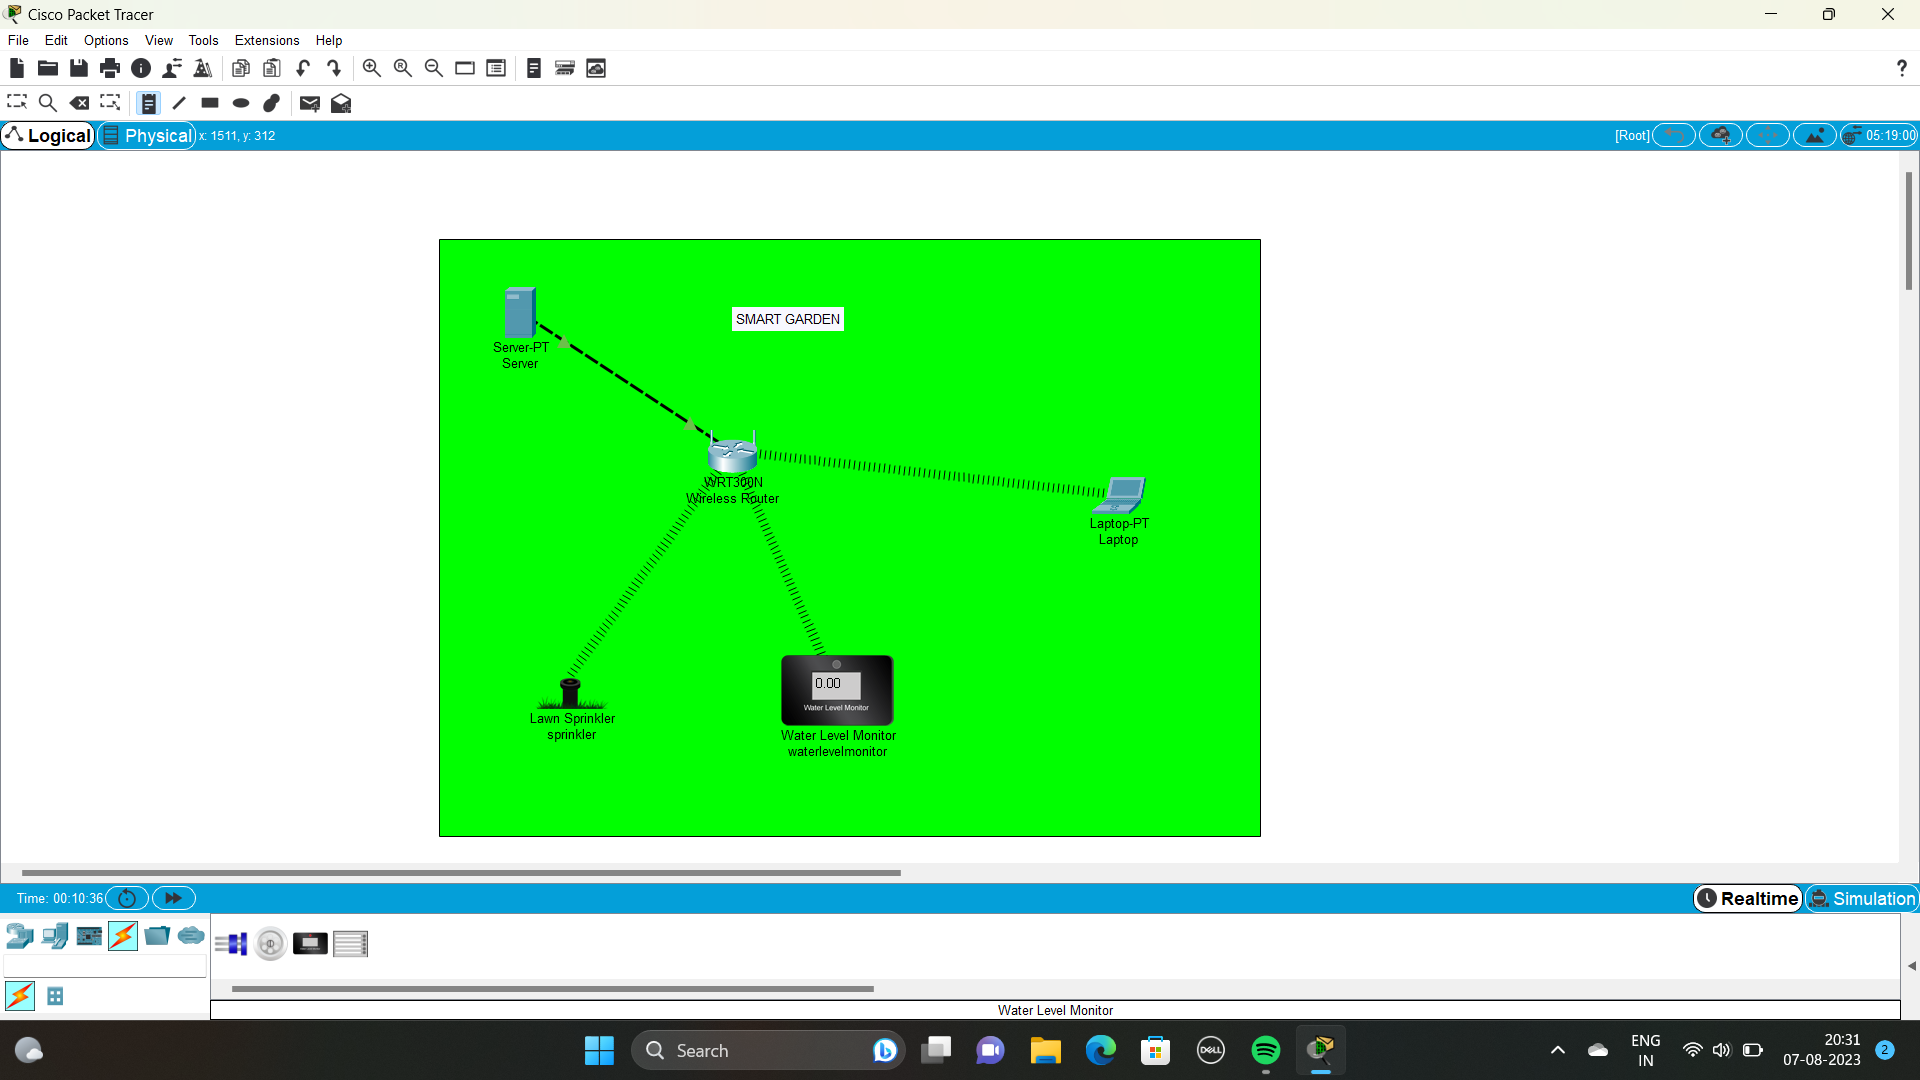 Cisco Packet Tracer
File Edit Options View Tools Extensions Help
Logical Physical x: 1511, y: 312 [Root] 05:19:00
SMART GARDEN
Server-PT
Server
WRT300N
Wireless Router
Laptop-PT
Laptop
0.00
Water Level Monitor
Lawn Sprinkler
sprinkler
Water Level Monitor
waterlevelmonitor
Time: 00:10:36 Realtime Simulation
Water Level Monitor
Search
DELL
ENG
IN
20:31
07-08-2023
2